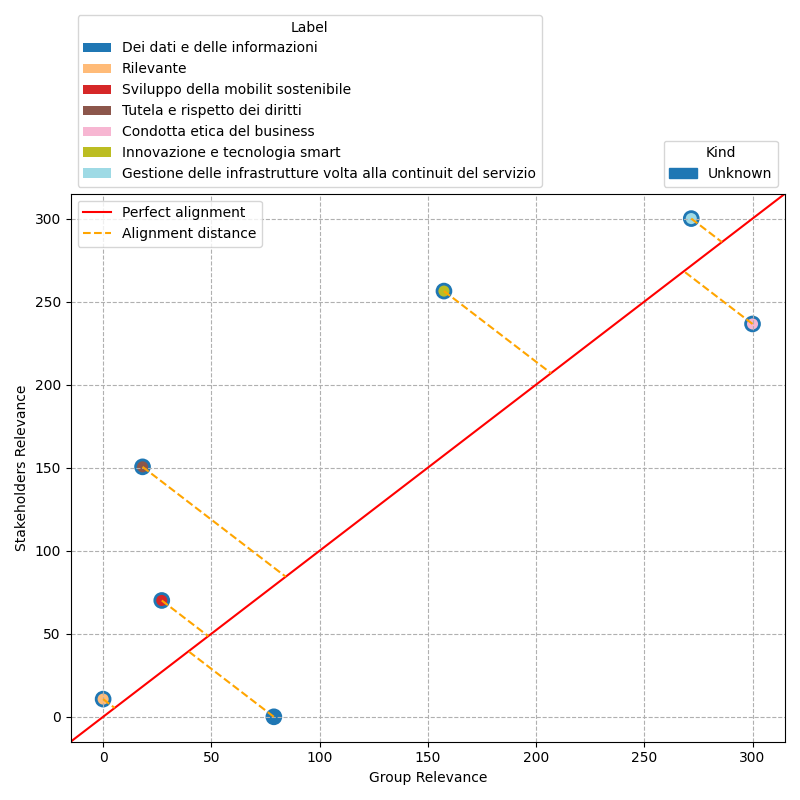 Label
Dei dati e delle informazioni
Rilevante
Sviluppo della mobilit sostenibile
Tutela e rispetto dei diritti
Condotta etica del business
Innovazione e tecnologia smart
Gestione delle infrastrutture volta alla continuit del servizio
Kind
Unknown
Perfect alignment
Alignment distance
300
250
200
150
100
50
0
Stakeholders Relevance
0 50 100 150 200 250 300
Group Relevance